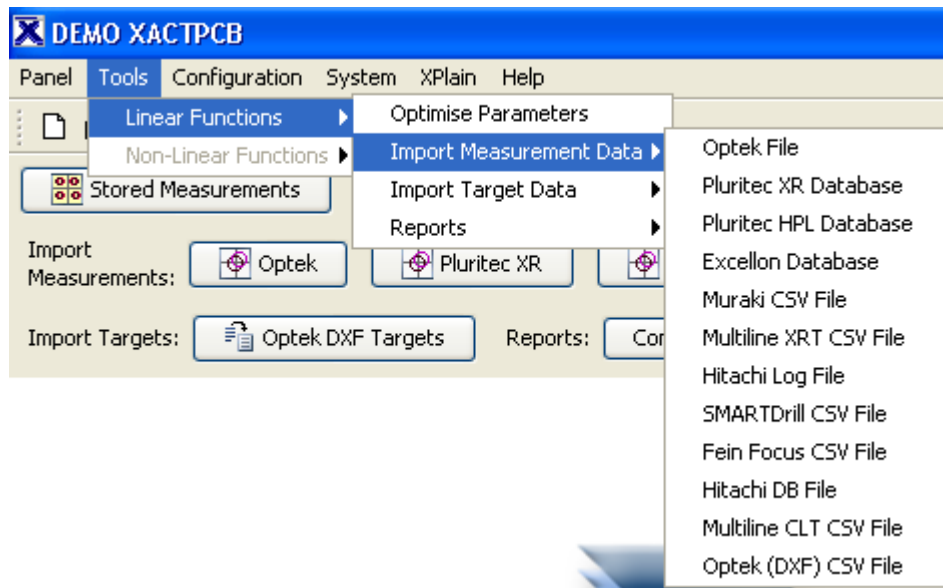 DEMO XACTPCB
Panel Tools Configuration System XPlain Help
Linear Functions
Non-Linear Functions
Optimise Parameters
Import Measurement Data
Import Target Data
Reports
Optek File
Pluritec XR Database
Pluritec HPL Database
Excellon Database
Muraki CSV File
Multiline XRT CSV File
Hitachi Log File
SMARTDrill CSV File
Fein Focus CSV File
Hitachi DB File
Multiline CLT CSV File
Optek (DXF) CSV File
Stored Measurements
Import
Measurements:
Optek
Pluritec XR
Import Targets:
Optek DXF Targets
Reports: